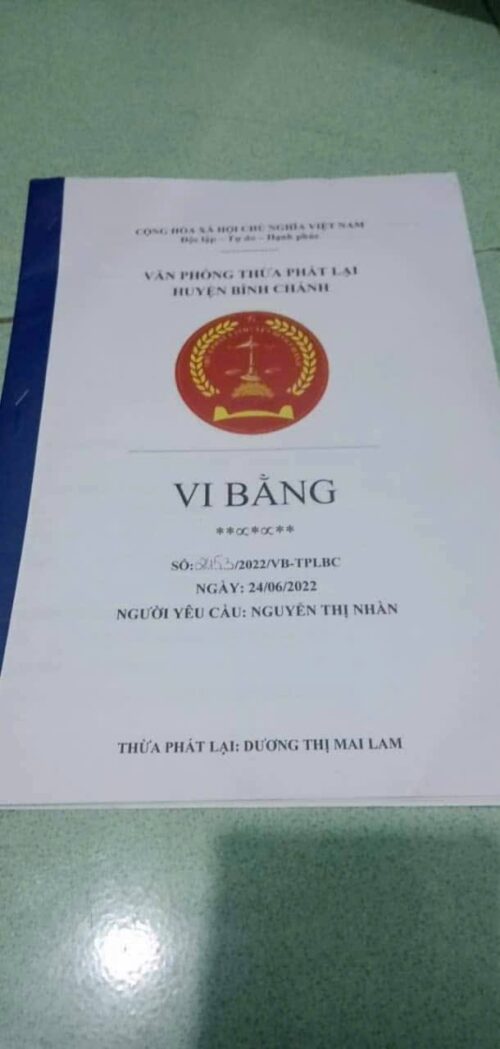 CỘNG HÒA XÃ HỘI CHỦ NGHĨA VIỆT NAM
Độc lập – Tự do – Hạnh phúc
VĂN PHÒNG THỪA PHÁT LẠI
HUYỆN BÌNH CHÁNH
VI BẰNG
**∝*∝**
SỐ: 2453/2022/VB-TPLBC
NGÀY: 24/06/2022
NGƯỜI YÊU CẦU: NGUYỄN THỊ NHÀN
THỪA PHÁT LẠI: DƯƠNG THỊ MAI LAM